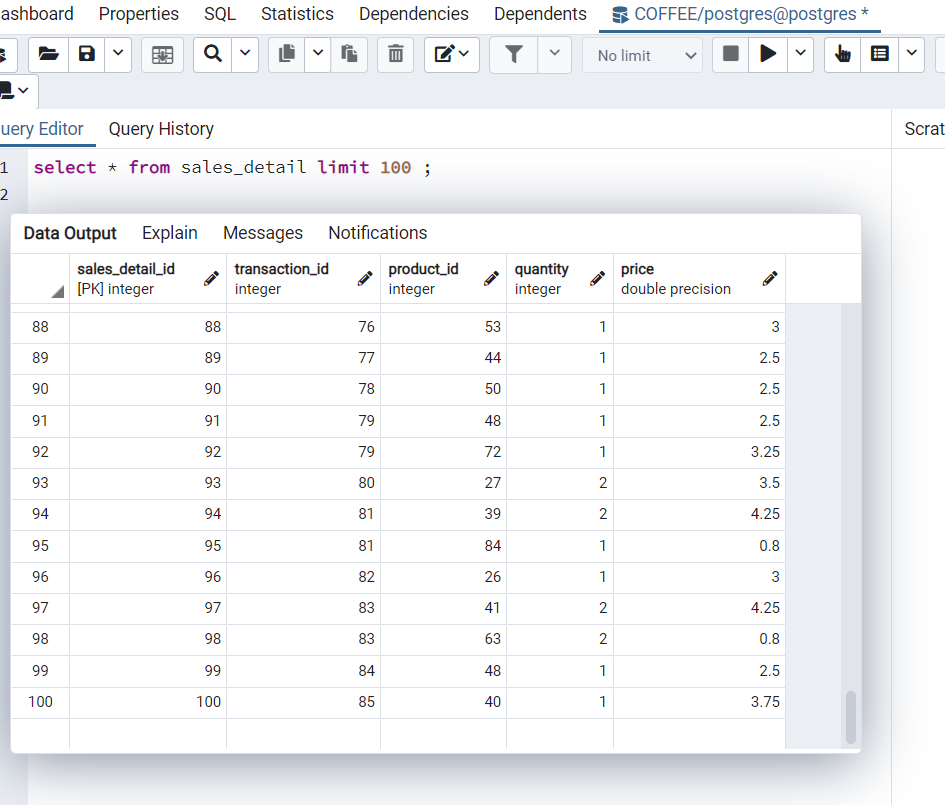 ashboard Properties SQL Statistics Dependencies Dependents COFFEE/postgres@postgres *
No limit
uery Editor Query History Scrat
1 select * from sales_detail limit 100 ;
2
Data Output Explain Messages Notifications
sales_detail_id transaction_id product_id quantity price
[PK] integer integer integer integer double precision
88 88 76 53 1 3
89 89 77 44 1 2.5
90 90 78 50 1 2.5
91 91 79 48 1 2.5
92 92 79 72 1 3.25
93 93 80 27 2 3.5
94 94 81 39 2 4.25
95 95 81 84 1 0.8
96 96 82 26 1 3
97 97 83 41 2 4.25
98 98 83 63 2 0.8
99 99 84 48 1 2.5
100 100 85 40 1 3.75